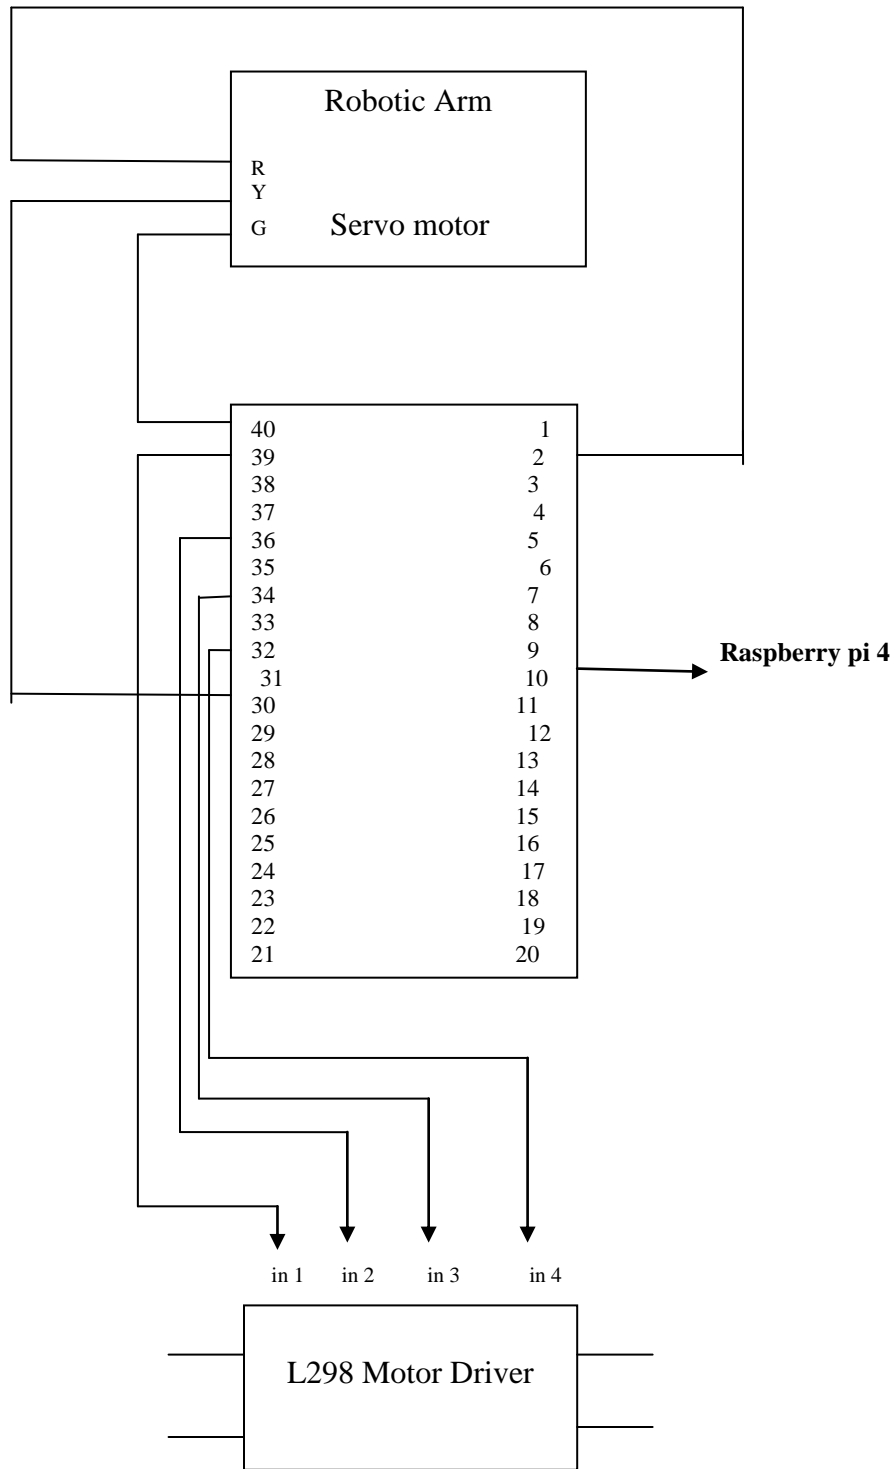 Robotic Arm
R
Y
G Servo motor
40 1
39 2
38 3
37 4
36 5
35 6
34 7
33 8
32 9
Raspberry pi 4
31 10
30 11
29 12
28 13
27 14
26 15
25 16
24 17
23 18
22 19
21 20
in 1 in 2 in 3 in 4
L298 Motor Driver